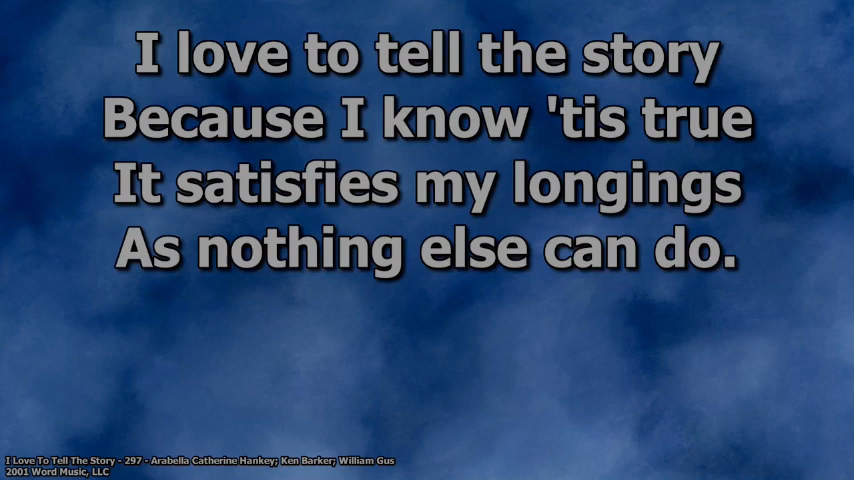 I love to tell the story
Because I know 'tis true
It satisfies my longings
As nothing else can do.
I Love To Tell The Story - 297 - Arabella Catherine Hankey; Ken Barker; William Gus
2001 Word Music, LLC